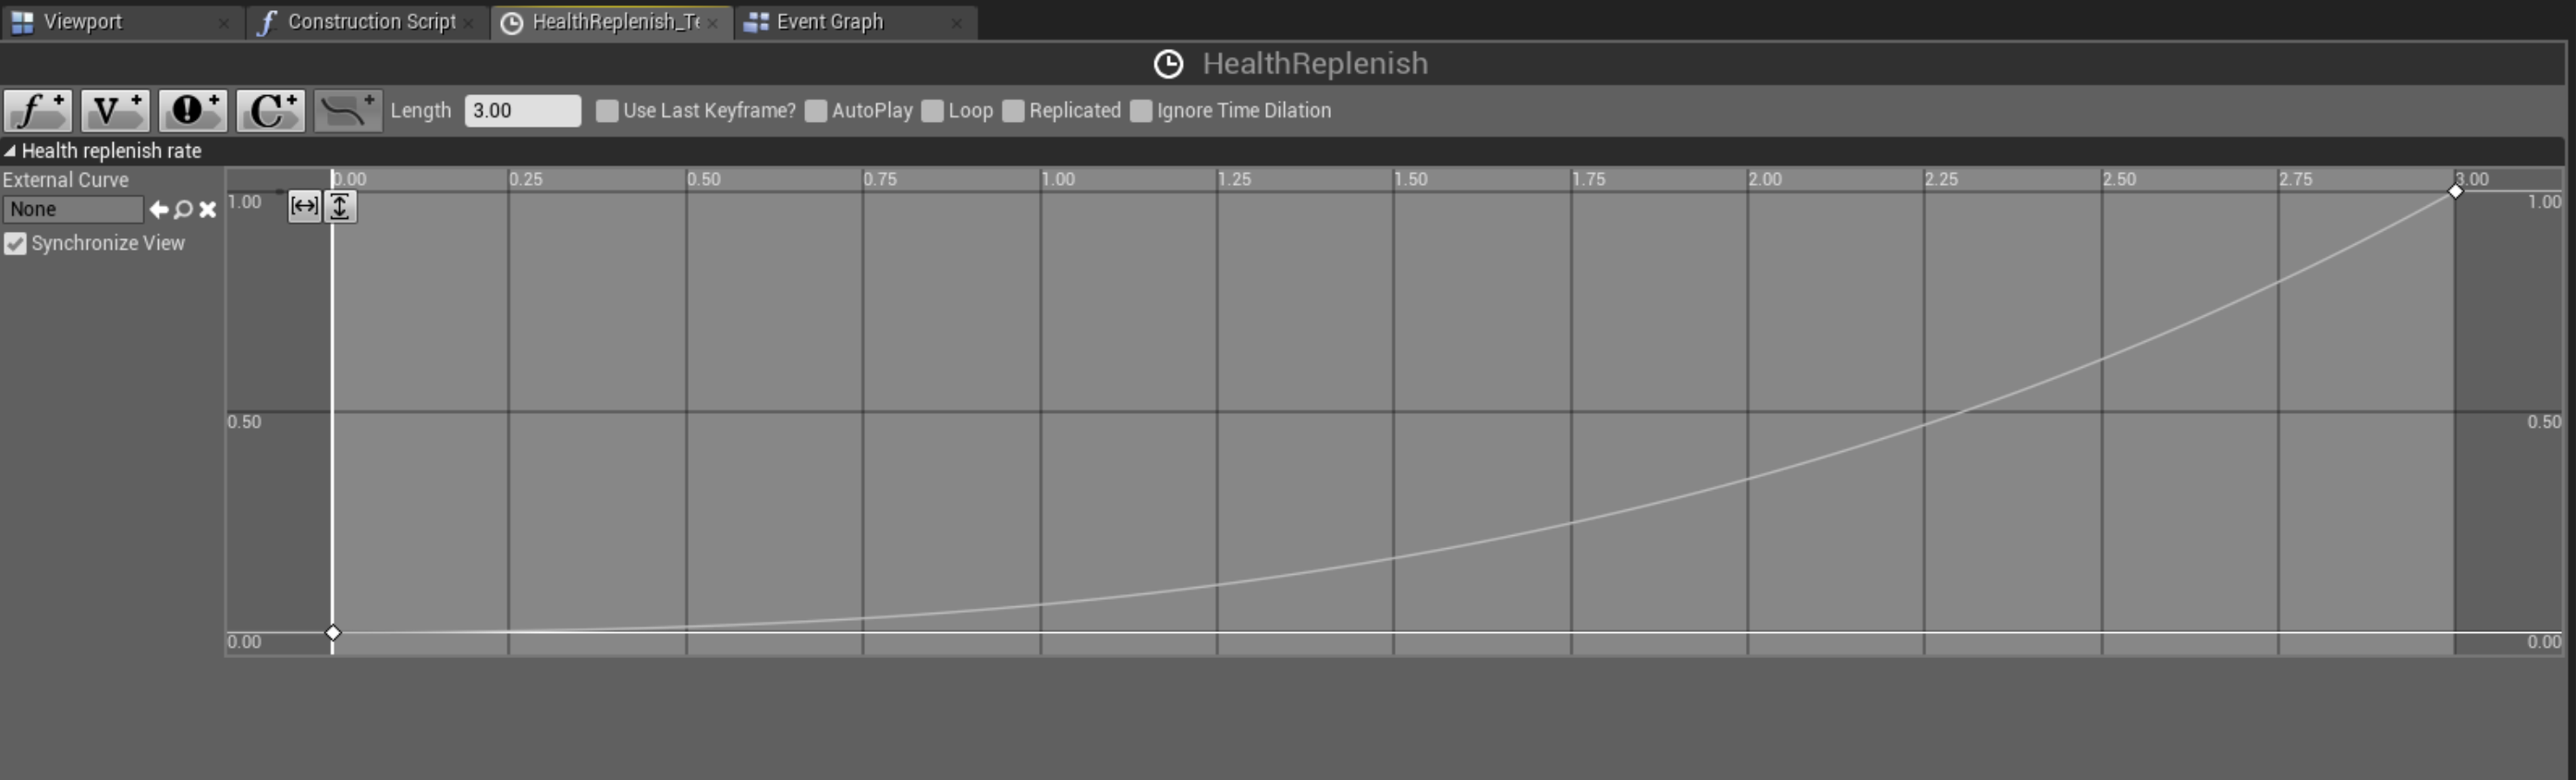 Viewport
Construction Script
HealthReplenish_Te
Event Graph
HealthReplenish
f V ! C Length 3.00 Use Last Keyframe? AutoPlay Loop Replicated Ignore Time Dilation
Health replenish rate
External Curve
None
Synchronize View
0.00 0.25 0.50 0.75 1.00 1.25 1.50 1.75 2.00 2.25 2.50 2.75 3.00
1.00 1.00
0.50 0.50
0.00 0.00